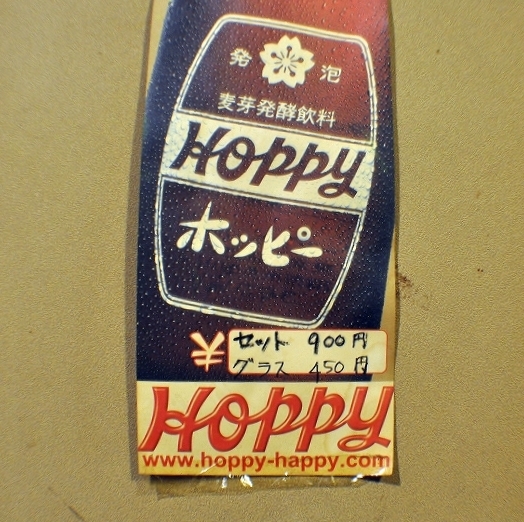 発 泡
麦芽発酵飲料
Hoppy
ホッピー
¥ セット 900円
グラス 450円
Hoppy
www.hoppy-happy.com